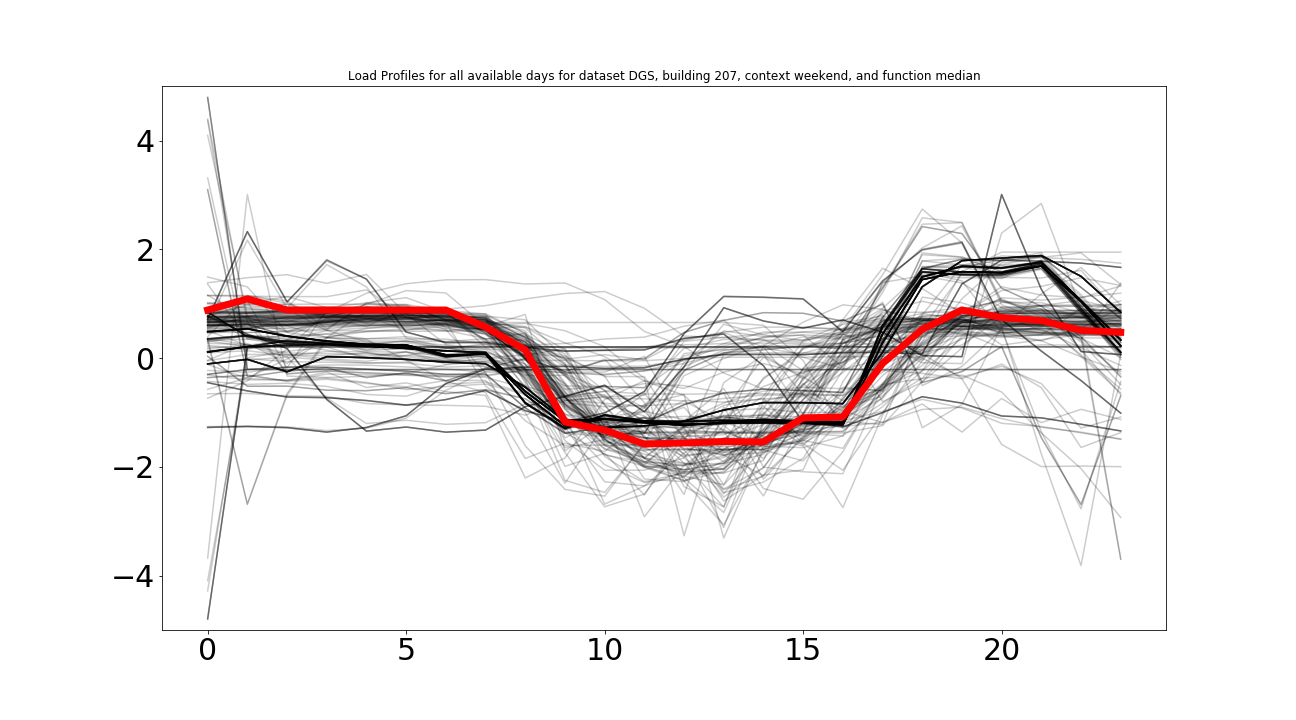 Load Profiles for all available days for dataset DGS, building 207, context weekend, and function median
4
2
0
−2
−4
0 5 10 15 20